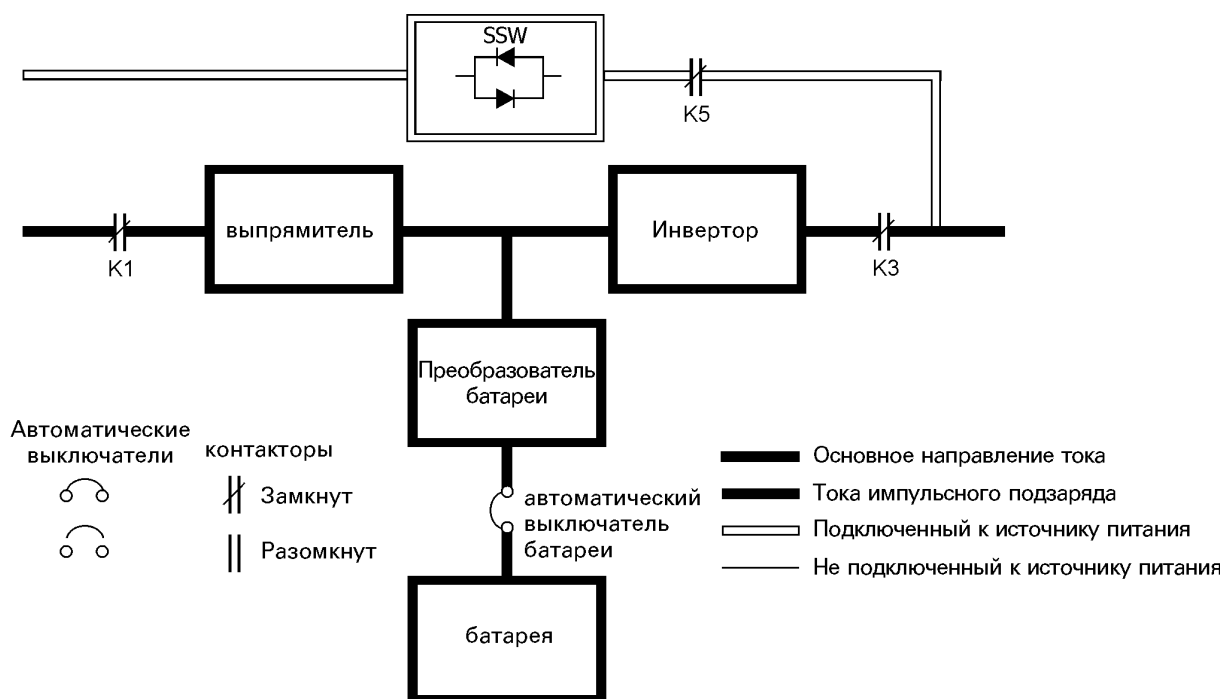 SSW
K5
выпрямитель
Инвертор
K1
K3
Преобразователь
батареи
Автоматические
выключатели
контакторы
Замкнут
Разомкнут
автоматический
выключатель
батареи
батарея
Основное направление тока
Тока импульсного подзаряда
Подключенный к источнику питания
Не подключенный к источнику питания